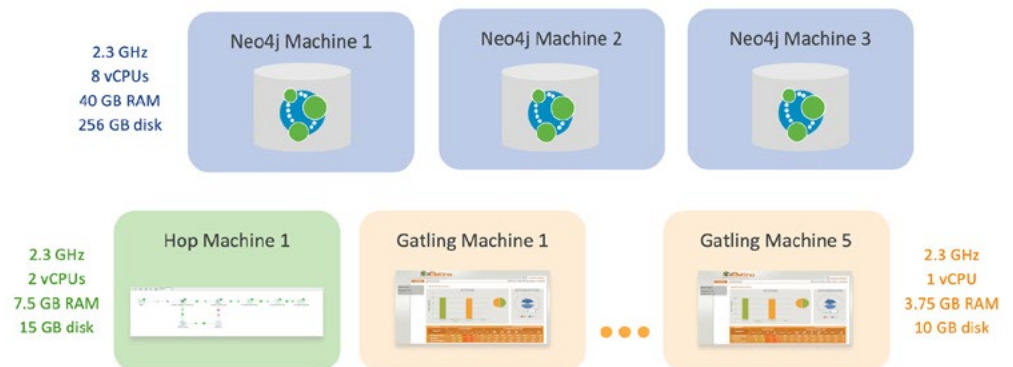 Neo4j Machine 1
Neo4j Machine 2
Neo4j Machine 3
2.3 GHz
8 vCPUs
40 GB RAM
256 GB disk
Hop Machine 1
Gatling Machine 1
Gatling Machine 5
2.3 GHz
2 vCPUs
7.5 GB RAM
15 GB disk
2.3 GHz
1 vCPU
3.75 GB RAM
10 GB disk